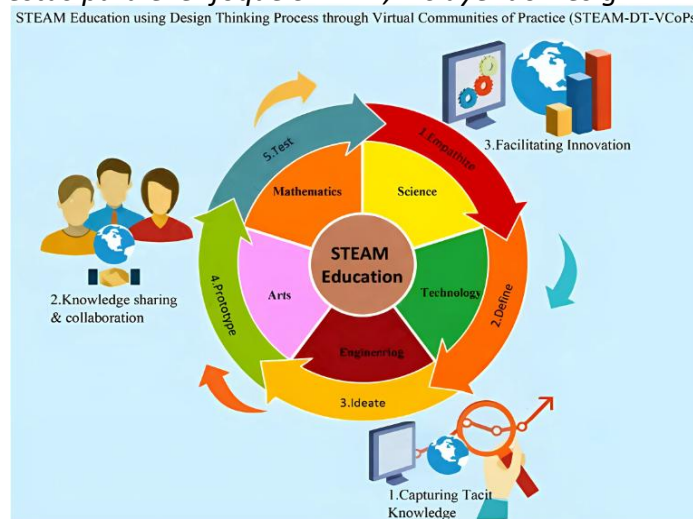 STEAM Education using Design Thinking Process through Virtual Communities of Practice (STEAM-DT-VCoPs
3.Facilitating Innovation
5.Test
1.Empathize
Mathematics
Science
STEAM
Education
2.Knowledge sharing
& collaboration
4.Prototype
Arts
Technology
2.Define
Engineering
3.Ideate
1.Capturing Tacit
Knowledge